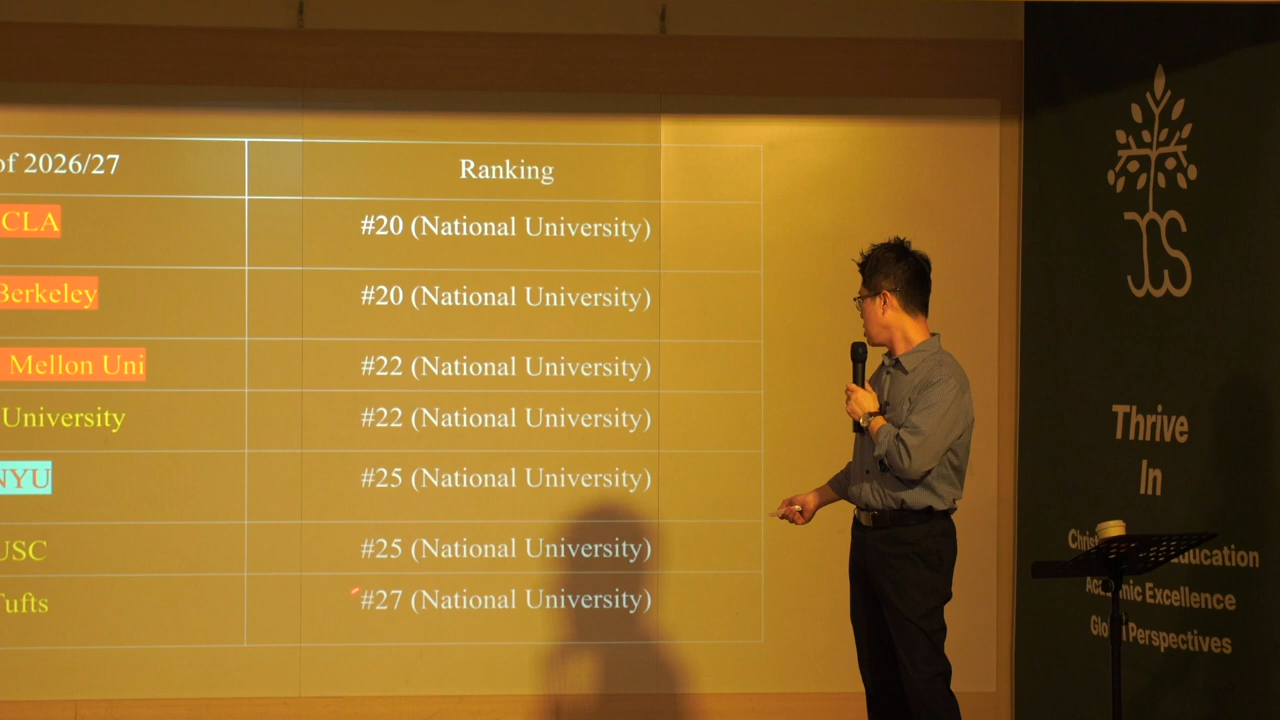 of 2026/27 Ranking
CLA #20 (National University)
Berkeley #20 (National University)
Mellon Uni #22 (National University)
University #22 (National University)
NYU #25 (National University)
USC #25 (National University)
Tufts #27 (National University)
JCS
Thrive
In
Academic Excellence
Perspectives